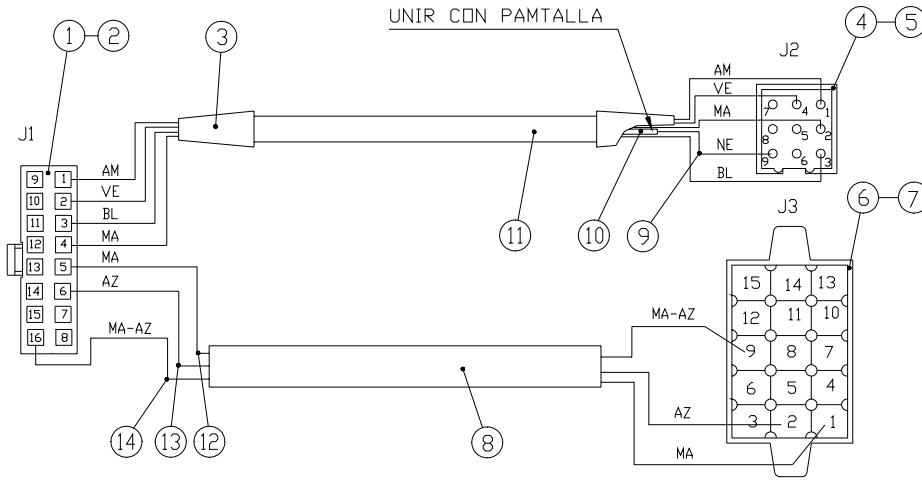 UNIR CON PAMTALLA
1 2
3
4 5
J2
AM
VE
MA
NE
BL
7 4 1
8 5 2
9 6 3
J1
9 1
10 2
11 3
12 4
13 5
14 6
15 7
16 8
AM
VE
BL
MA
MA
AZ
MA-AZ
11
10
9
J3
6 7
15 14 13
12 11 10
9 8 7
6 5 4
3 2 1
MA-AZ
AZ
MA
14
13
12
8